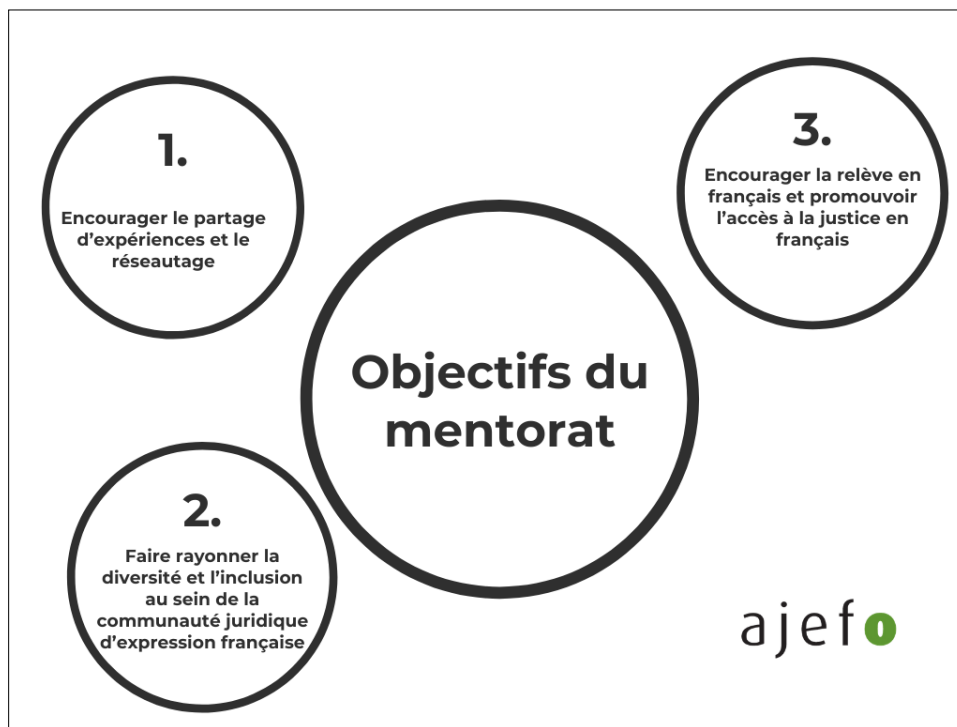 1.
Encourager le partage
d'expériences et le
réseautage
2.
Faire rayonner la
diversité et l'inclusion
au sein de la
communauté juridique
d'expression française
3.
Encourager la relève en
français et promouvoir
l'accès à la justice en
français
Objectifs du
mentorat
ajefo